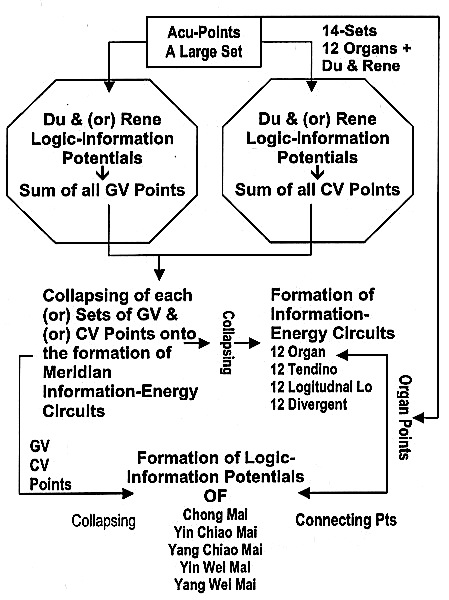 Acu-Points
A Large Set
14-Sets
12 Organs +
Du & Rene
Du & (or) Rene
Logic-Information
Potentials
Sum of all GV Points
Du & (or) Rene
Logic-Information
Potentials
Sum of all CV Points
Collapsing of each
(or) Sets of GV &
(or) CV Points onto
the formation of
Meridian
Information-Energy
Circuits
Collapsing
Formation of
Information-
Energy Circuits
12 Organ
12 Tendino
12 Logitudnal Lo
12 Divergent
Organ Points
GV
CV
Points
Collapsing
Formation of Logic-
Information Potentials
OF
Chong Mai
Yin Chiao Mai
Yang Chiao Mai
Yin Wei Mai
Yang Wei Mai
Connecting Pts